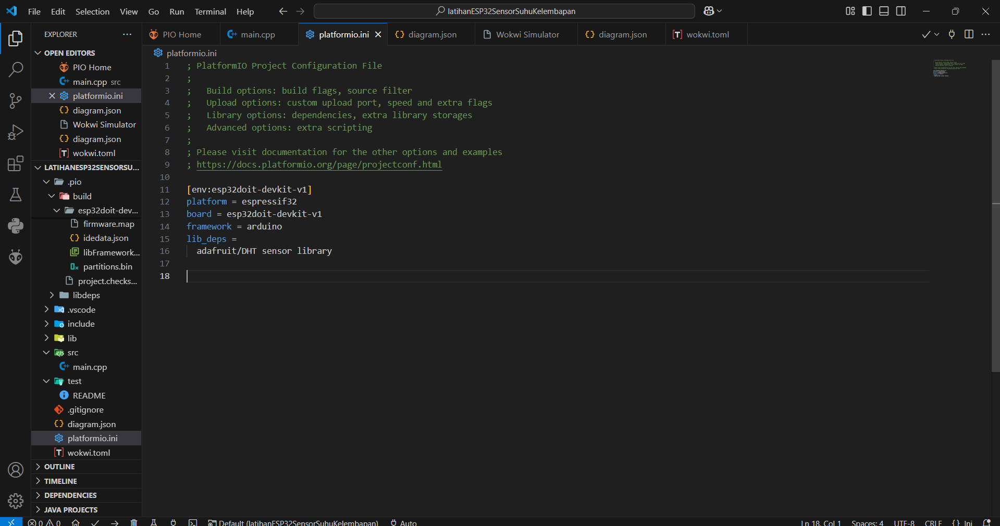 File Edit Selection View Go Run Terminal Help
latihanESP32SensorSuhuKelembapan
EXPLORER
OPEN EDITORS
PIO Home
main.cpp src
platformio.ini
diagram.json
Wokwi Simulator
diagram.json
wokwi.toml
LATIHANESP32SENSORSU...
.pio
build
esp32doit-dev...
firmware.map
idedata.json
libFramework...
partitions.bin
project.checks...
libdeps
.vscode
include
lib
src
main.cpp
test
README
.gitignore
diagram.json
platformio.ini
wokwi.toml
OUTLINE
TIMELINE
DEPENDENCIES
JAVA PROJECTS
PIO Home main.cpp platformio.ini diagram.json Wokwi Simulator diagram.json wokwi.toml
platformio.ini
1 ; PlatformIO Project Configuration File
2 ;
3 ;   Build options: build flags, source filter
4 ;   Upload options: custom upload port, speed and extra flags
5 ;   Library options: dependencies, extra library storages
6 ;   Advanced options: extra scripting
7 ;
8 ; Please visit documentation for the other options and examples
9 ; https://docs.platformio.org/page/projectconf.html
10
11 [env:esp32doit-devkit-v1]
12 platform = espressif32
13 board = esp32doit-devkit-v1
14 framework = arduino
15 lib_deps =
16   adafruit/DHT sensor library
17
18
0 0 Default (latihanESP32SensorSuhuKelembapan) Auto Ln 18, Col 1 Spaces: 4 UTF-8 CRLF {} Ini